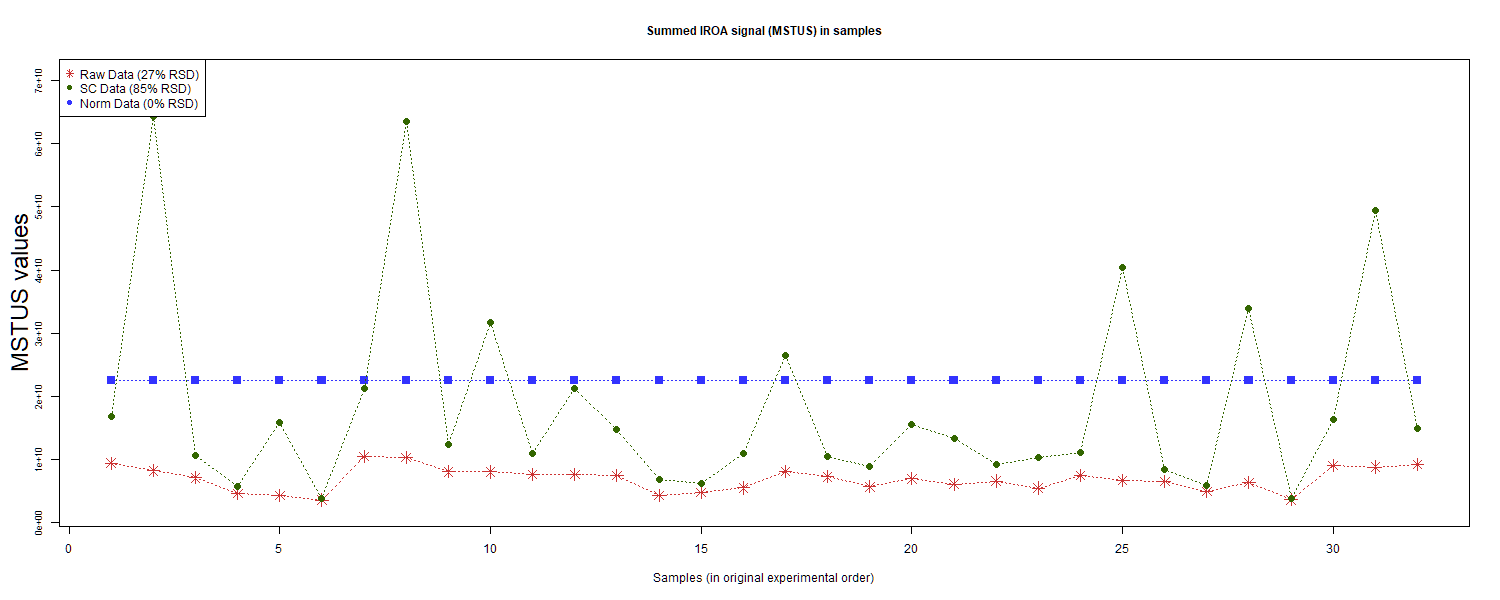 Summed IROA signal (MSTUS) in samples
Raw Data (27% RSD)
SC Data (85% RSD)
Norm Data (0% RSD)
MSTUS values
7e+10
6e+10
5e+10
4e+10
3e+10
2e+10
1e+10
0e+00
0 5 10 15 20 25 30
Samples (in original experimental order)